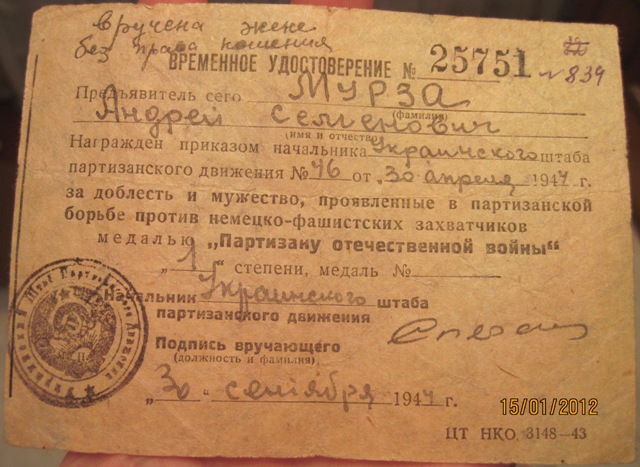 вручена жене
без права ношения
ВРЕМЕННОЕ УДОСТОВЕРЕНИЕ № 25751
№839
Предъявитель сего МУРЗА
(фамилия)
Андрей Семенович
(имя и отчество)
Награжден приказом начальника Украинского штаба
партизанского движения № 46 от „30 апреля 1944 г.
за доблесть и мужество, проявленные в партизанской
борьбе против немецко-фашистских захватчиков
медалью „Партизану отечественной войны“
„1“ степени, медаль №
Начальник Украинского штаба
партизанского движения
Подпись вручающего
(должность и фамилия)
„30“ сентября 1944 г.
ЦТ НКО. 3148—43
15/01/2012